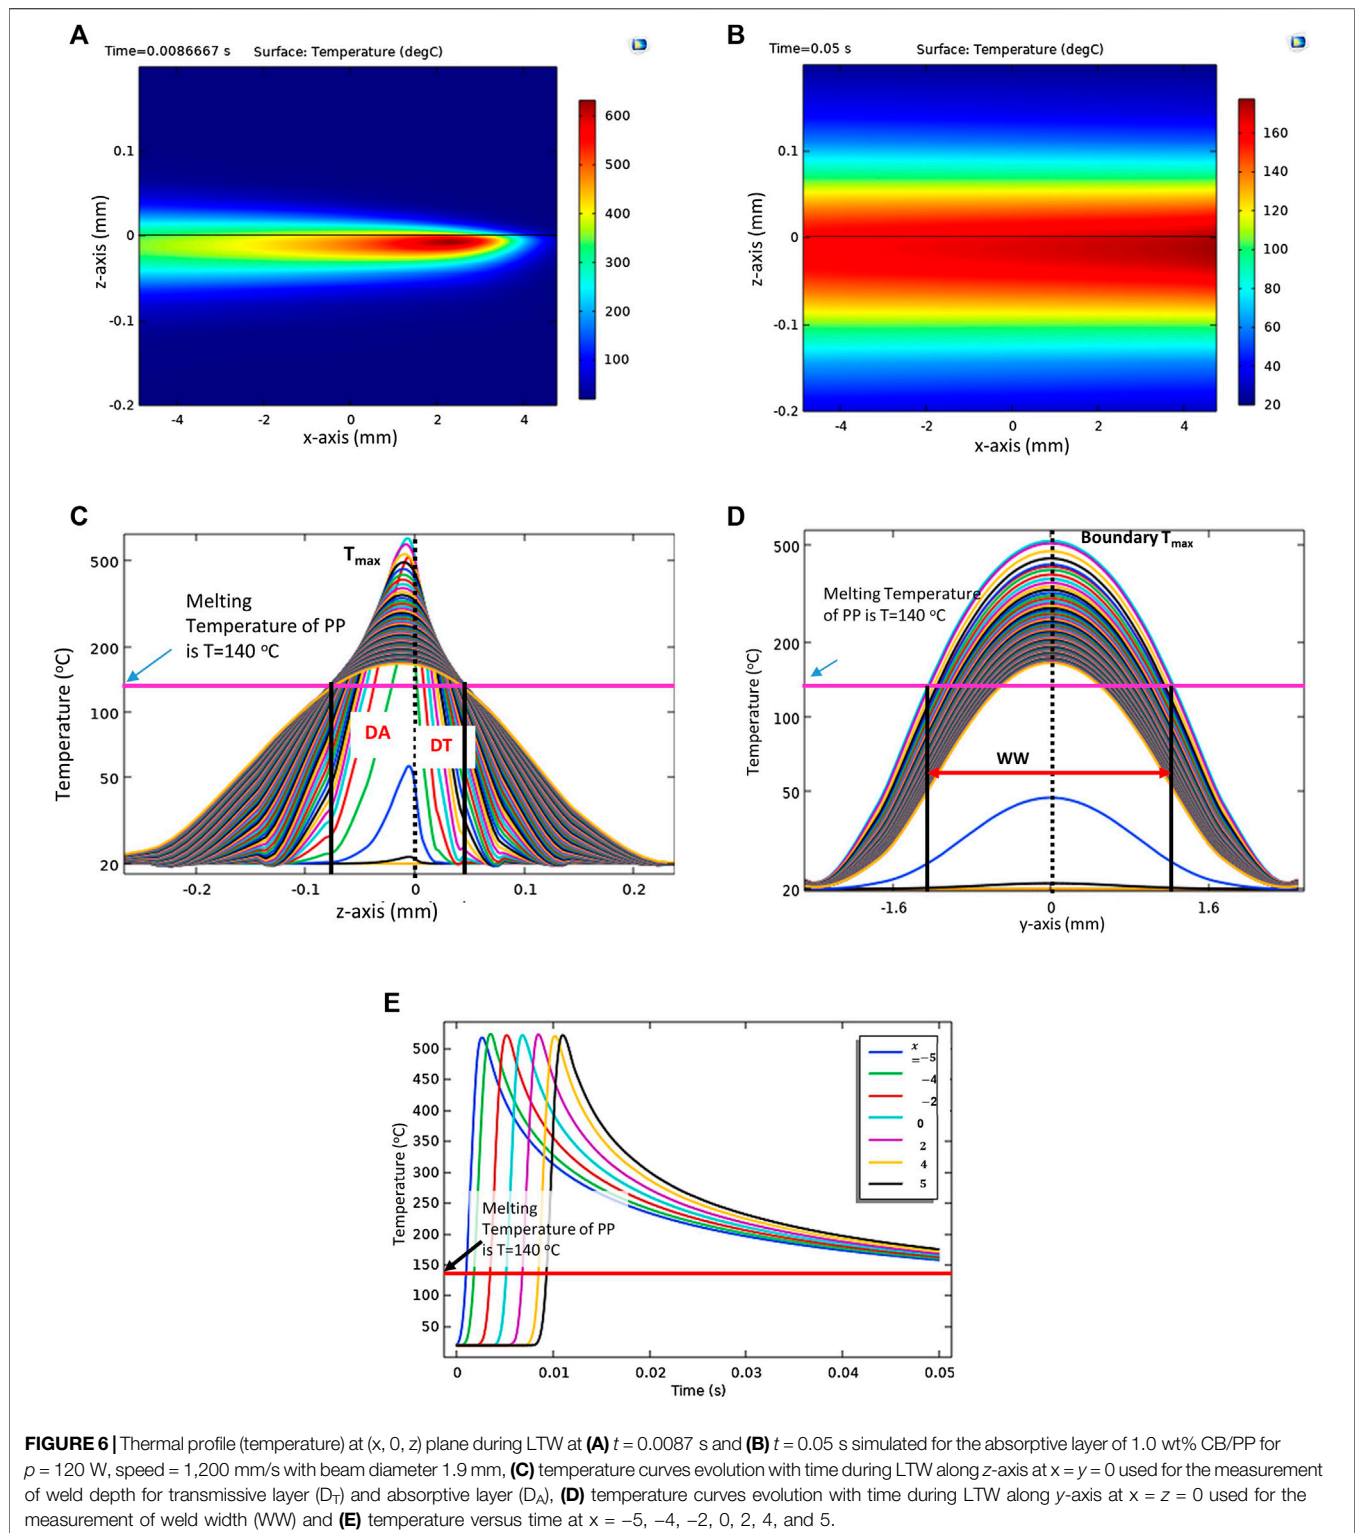 A
Time=0.0086667 s Surface: Temperature (degC)
0.1
0
-0.1
-0.2
z-axis (mm)
-4 -2 0 2 4
x-axis (mm)
600
500
400
300
200
100
B
Time=0.05 s Surface: Temperature (degC)
0.1
0
-0.1
-0.2
z-axis (mm)
-4 -2 0 2 4
x-axis (mm)
160
140
120
100
80
60
40
20
C
Tmax
Melting
Temperature of PP
is T=140 °C
DA
DT
500
200
100
50
20
Temperature (°C)
-0.2 -0.1 0 0.1 0.2
z-axis (mm)
D
Boundary Tmax
Melting Temperature
of PP is T=140 °C
WW
500
200
100
50
20
Temperature (°C)
-1.6 0 1.6
y-axis (mm)
E
500
450
400
350
300
250
200
150
100
50
Temperature (°C)
Melting
Temperature of PP
is T=140 °C
x
=-5
-4
-2
0
2
4
5
0 0.01 0.02 0.03 0.04 0.05
Time (s)
FIGURE 6 | Thermal profile (temperature) at (x, 0, z) plane during LTW at (A) t = 0.0087 s and (B) t = 0.05 s simulated for the absorptive layer of 1.0 wt% CB/PP for
p = 120 W, speed = 1,200 mm/s with beam diameter 1.9 mm, (C) temperature curves evolution with time during LTW along z-axis at x = y = 0 used for the measurement
of weld depth for transmissive layer (DT) and absorptive layer (DA), (D) temperature curves evolution with time during LTW along y-axis at x = z = 0 used for the
measurement of weld width (WW) and (E) temperature versus time at x = −5, −4, −2, 0, 2, 4, and 5.